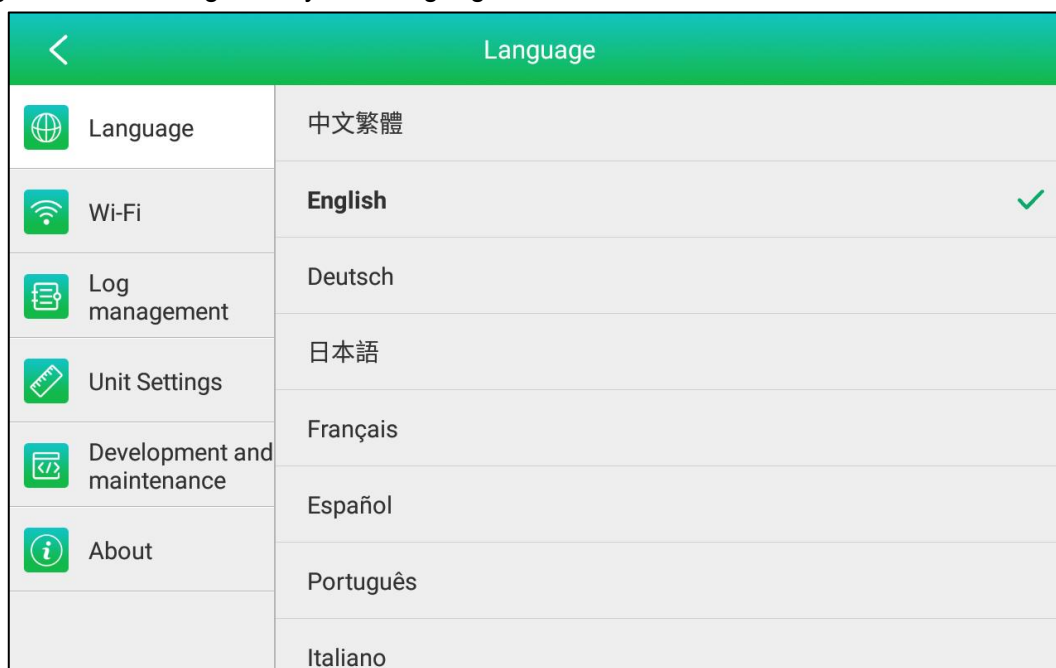 Language
Language
Wi-Fi
Log
management
Unit Settings
Development and
maintenance
About
中文繁體
English
Deutsch
日本語
Français
Español
Português
Italiano